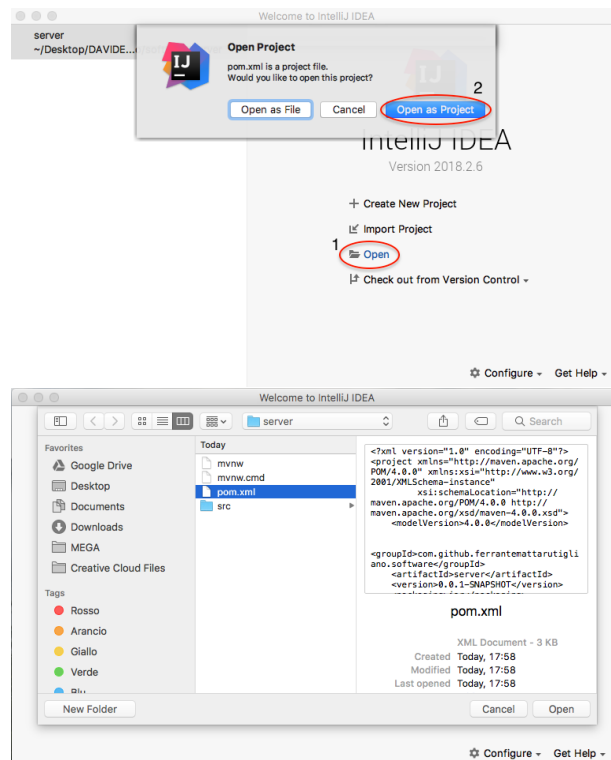 Welcome to IntelliJ IDEA
server
~/Desktop/DAVIDE...
Open Project
pom.xml is a project file.
Would you like to open this project?
2
Open as File Cancel Open as Project
IJ
IntelliJ IDEA
Version 2018.2.6
Create New Project
Import Project
1
Open
Check out from Version Control
Configure Get Help
Welcome to IntelliJ IDEA
server Search
Favorites
Google Drive
Desktop
Documents
Downloads
MEGA
Creative Cloud Files
Tags
Rosso
Arancio
Giallo
Verde
Blu
Today
mvnw
mvnw.cmd
pom.xml
src
<?xml version="1.0" encoding="UTF-8"?>
<project xmlns="http://maven.apache.org/
POM/4.0.0" xmlns:xsi="http://www.w3.org/
2001/XMLSchema-instance"
xsi:schemaLocation="http://
maven.apache.org/POM/4.0.0 http://
maven.apache.org/xsd/maven-4.0.0.xsd">
<modelVersion>4.0.0</modelVersion>
<groupId>com.github.ferrantemattarutigli
ano.software</groupId>
<artifactId>server</artifactId>
<version>0.0.1-SNAPSHOT</version>
pom.xml
XML Document - 3 KB
Created Today, 17:58
Modified Today, 17:58
Last opened Today, 17:58
New Folder Cancel Open
Configure Get Help